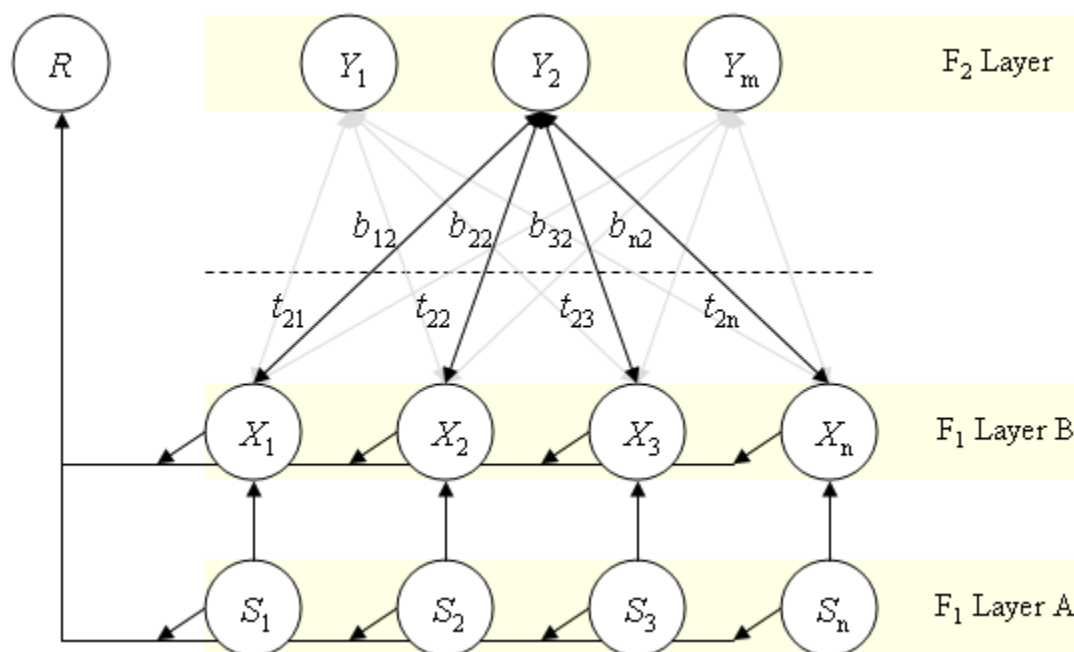 R Y₁ Y₂ Yₘ F₂ Layer
b₁₂ b₂₂ b₃₂ bₙ₂
t₂₁ t₂₂ t₂₃ t₂ₙ
X₁ X₂ X₃ Xₙ F₁ Layer B
S₁ S₂ S₃ Sₙ F₁ Layer A